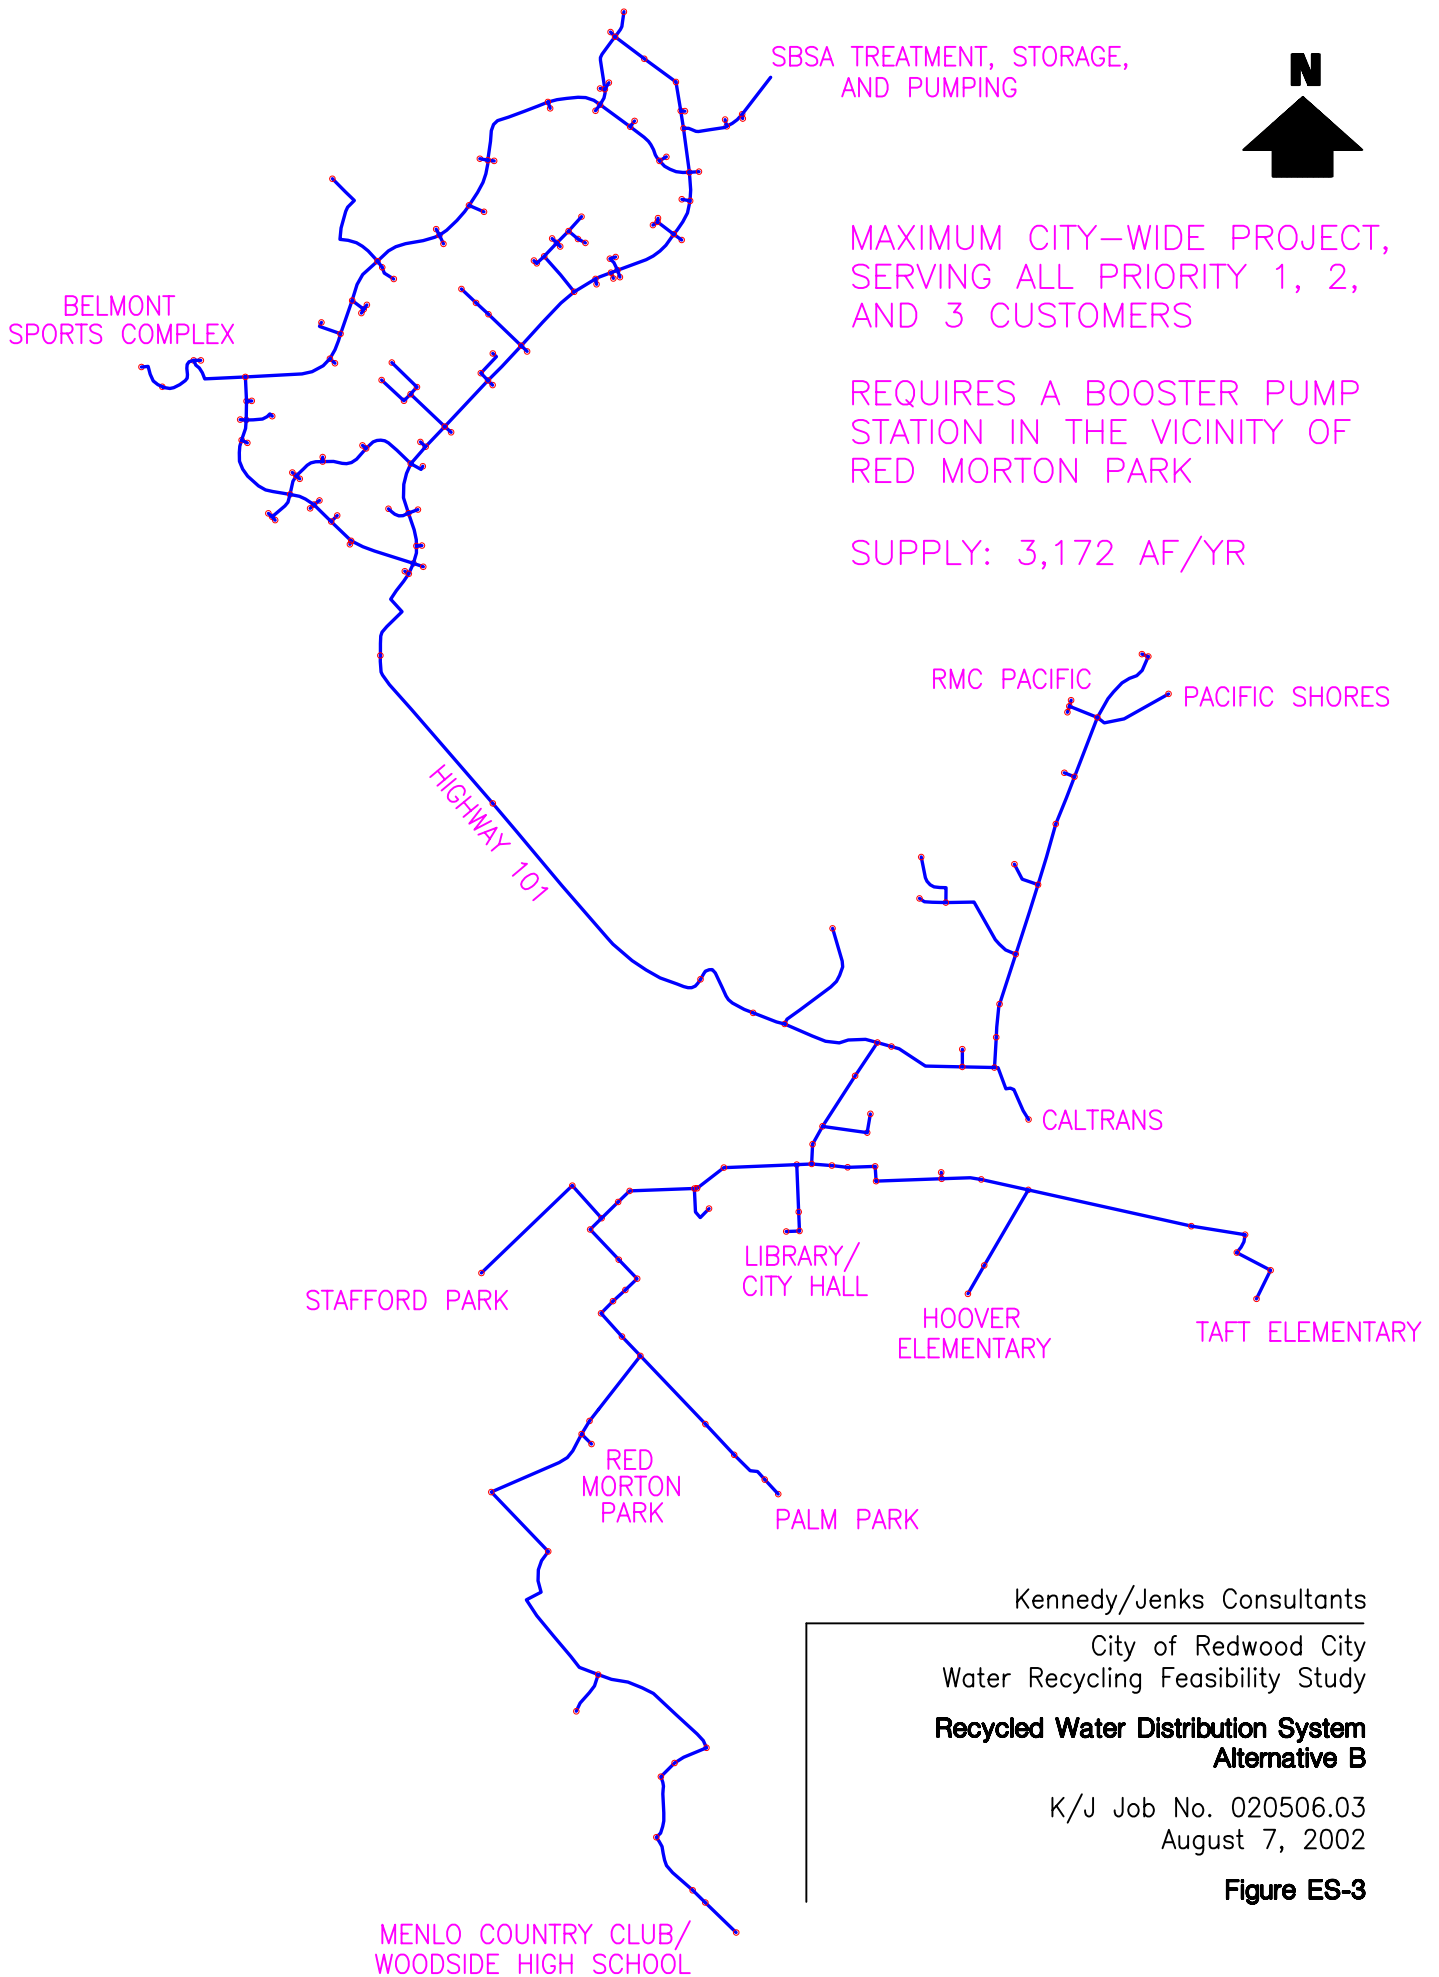 SBSA TREATMENT, STORAGE,
AND PUMPING
N
MAXIMUM CITY-WIDE PROJECT,
SERVING ALL PRIORITY 1, 2,
AND 3 CUSTOMERS
BELMONT
SPORTS COMPLEX
REQUIRES A BOOSTER PUMP
STATION IN THE VICINITY OF
RED MORTON PARK
SUPPLY: 3,172 AF/YR
RMC PACIFIC
PACIFIC SHORES
HIGHWAY 101
CALTRANS
LIBRARY/
CITY HALL
STAFFORD PARK
HOOVER
ELEMENTARY
TAFT ELEMENTARY
RED
MORTON
PARK
PALM PARK
Kennedy/Jenks Consultants
City of Redwood City
Water Recycling Feasibility Study
Recycled Water Distribution System
Alternative B
K/J Job No. 020506.03
August 7, 2002
Figure ES-3
MENLO COUNTRY CLUB/
WOODSIDE HIGH SCHOOL